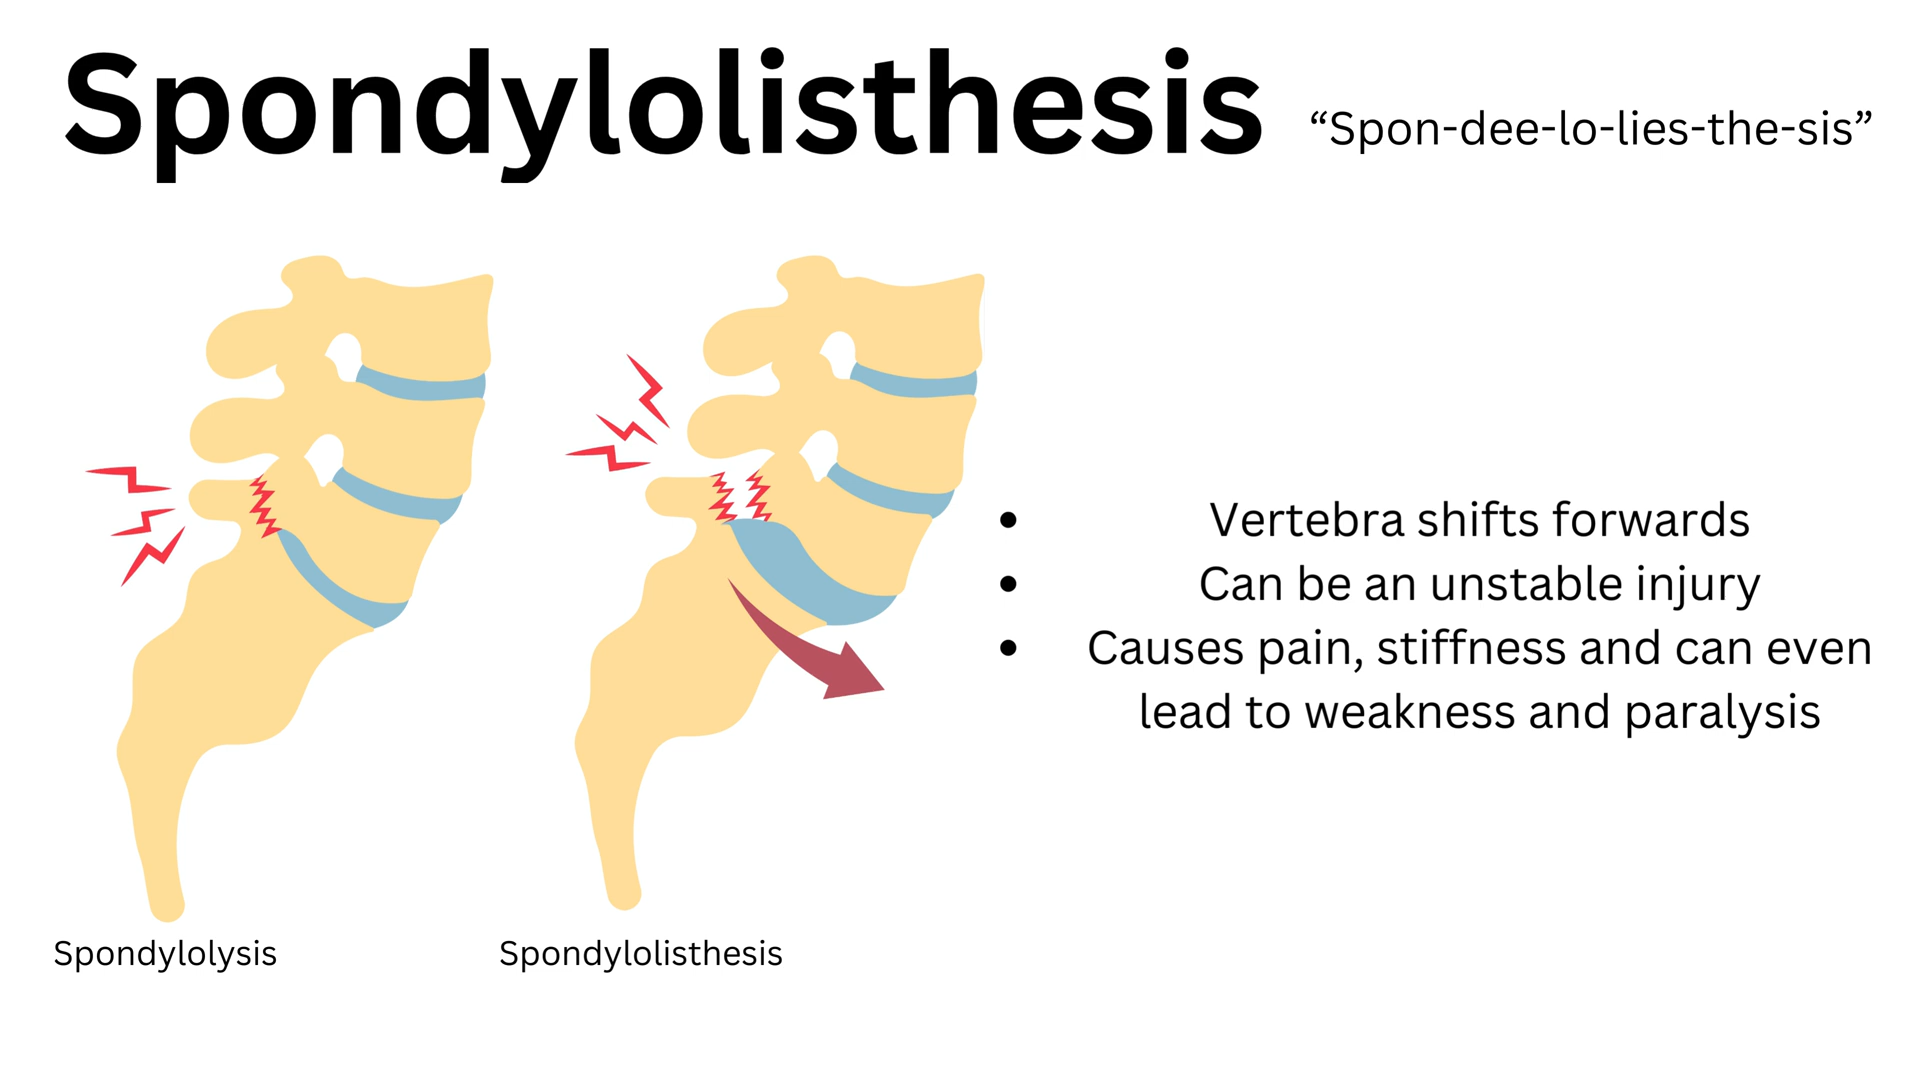 Spondylolisthesis “Spon-dee-lo-lies-the-sis”
• Vertebra shifts forwards
• Can be an unstable injury
• Causes pain, stiffness and can even
lead to weakness and paralysis
Spondylolysis
Spondylolisthesis